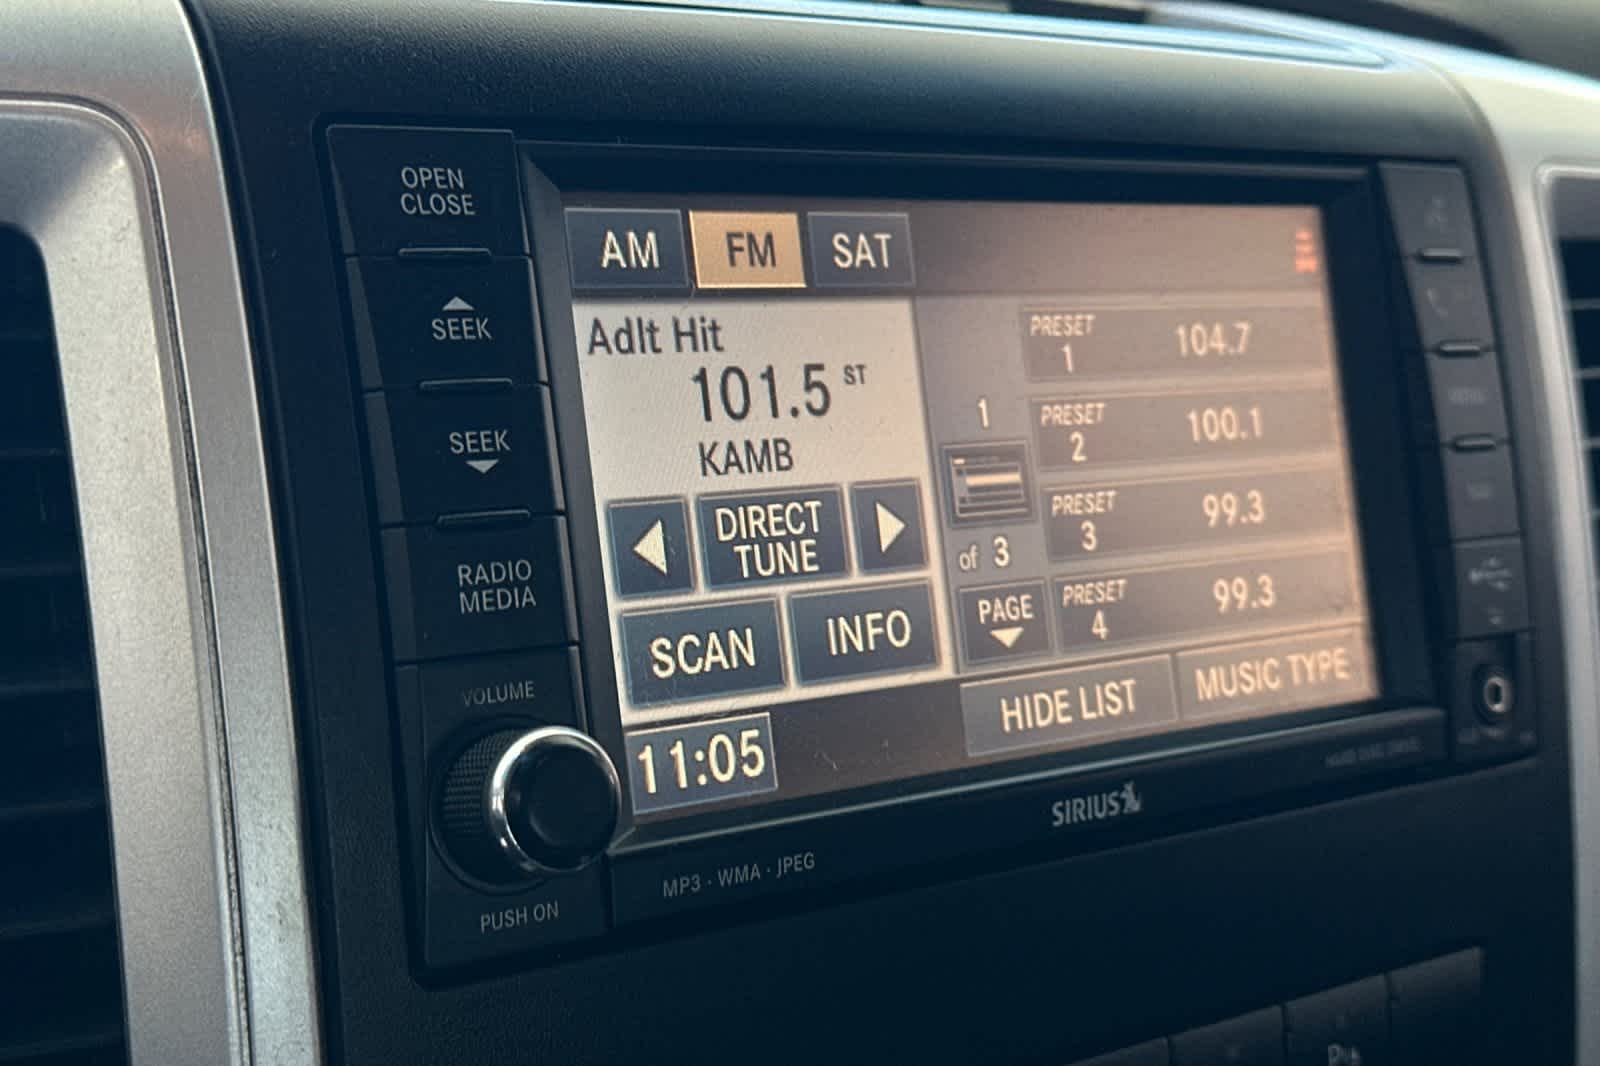 OPEN
CLOSE
SEEK
SEEK
RADIO
MEDIA
VOLUME
PUSH ON
AM FM SAT
Adlt Hit
101.5 ST
KAMB
DIRECT
TUNE
SCAN INFO
11:05
1
of 3
PAGE
PRESET
1 104.7
PRESET
2 100.1
PRESET
3 99.3
PRESET
4 99.3
HIDE LIST MUSIC TYPE
SIRIUS
MP3 · WMA · JPEG
MENU